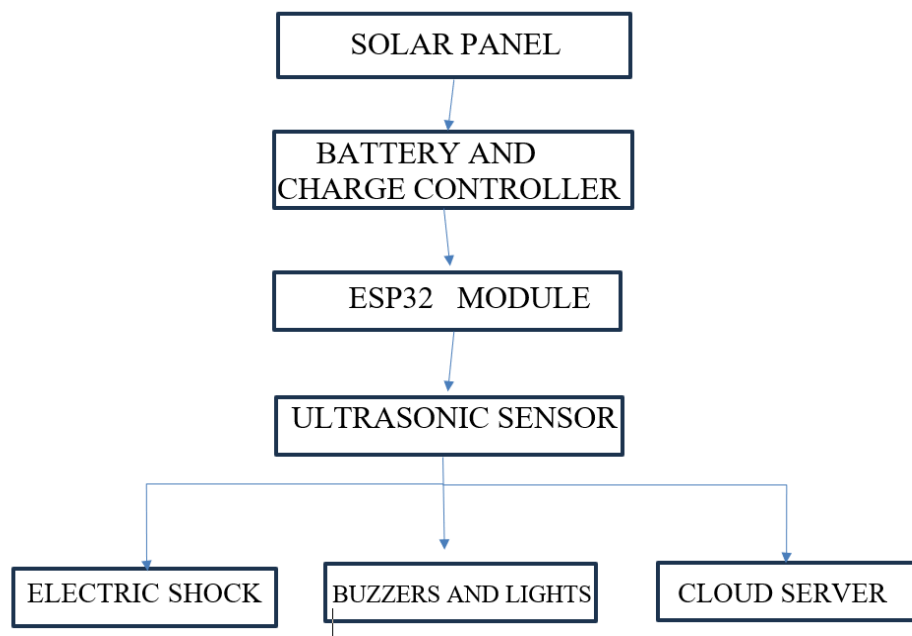 SOLAR PANEL
BATTERY AND
CHARGE CONTROLLER
ESP32 MODULE
ULTRASONIC SENSOR
ELECTRIC SHOCK
BUZZERS AND LIGHTS
CLOUD SERVER